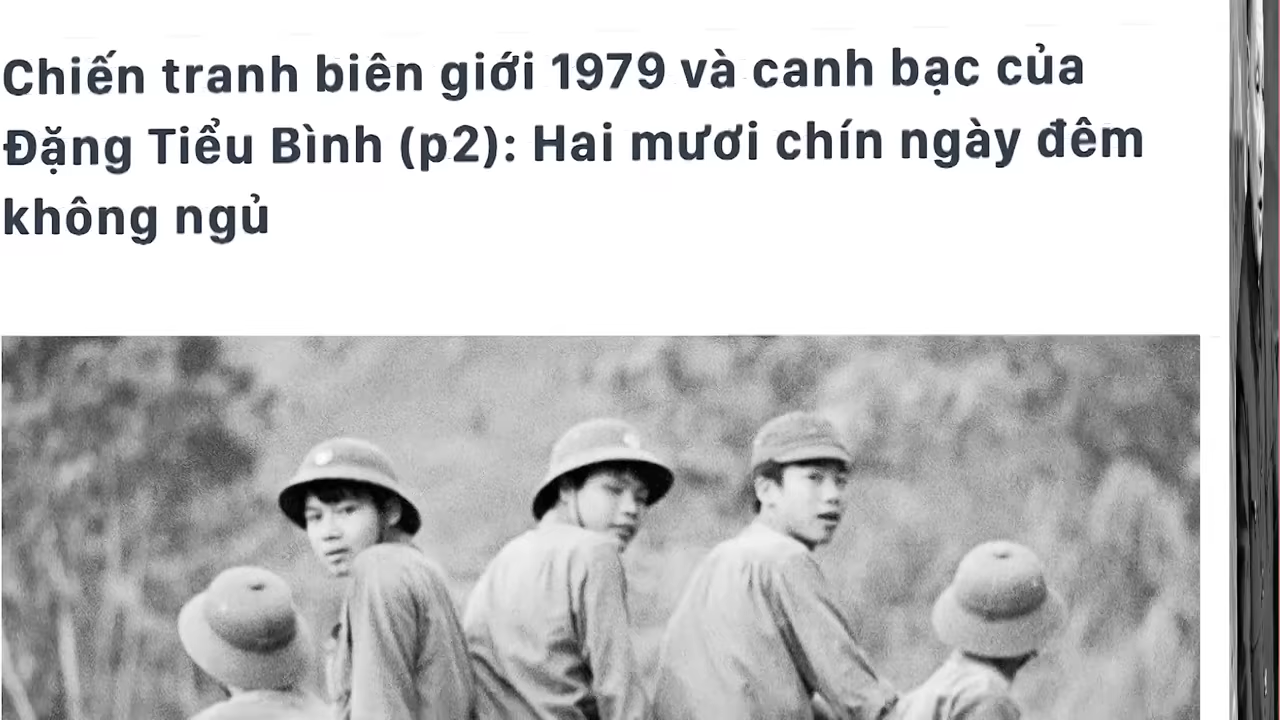 Chiến tranh biên giới 1979 và canh bạc của
Đặng Tiểu Bình (p2): Hai mươi chín ngày đêm
không ngủ